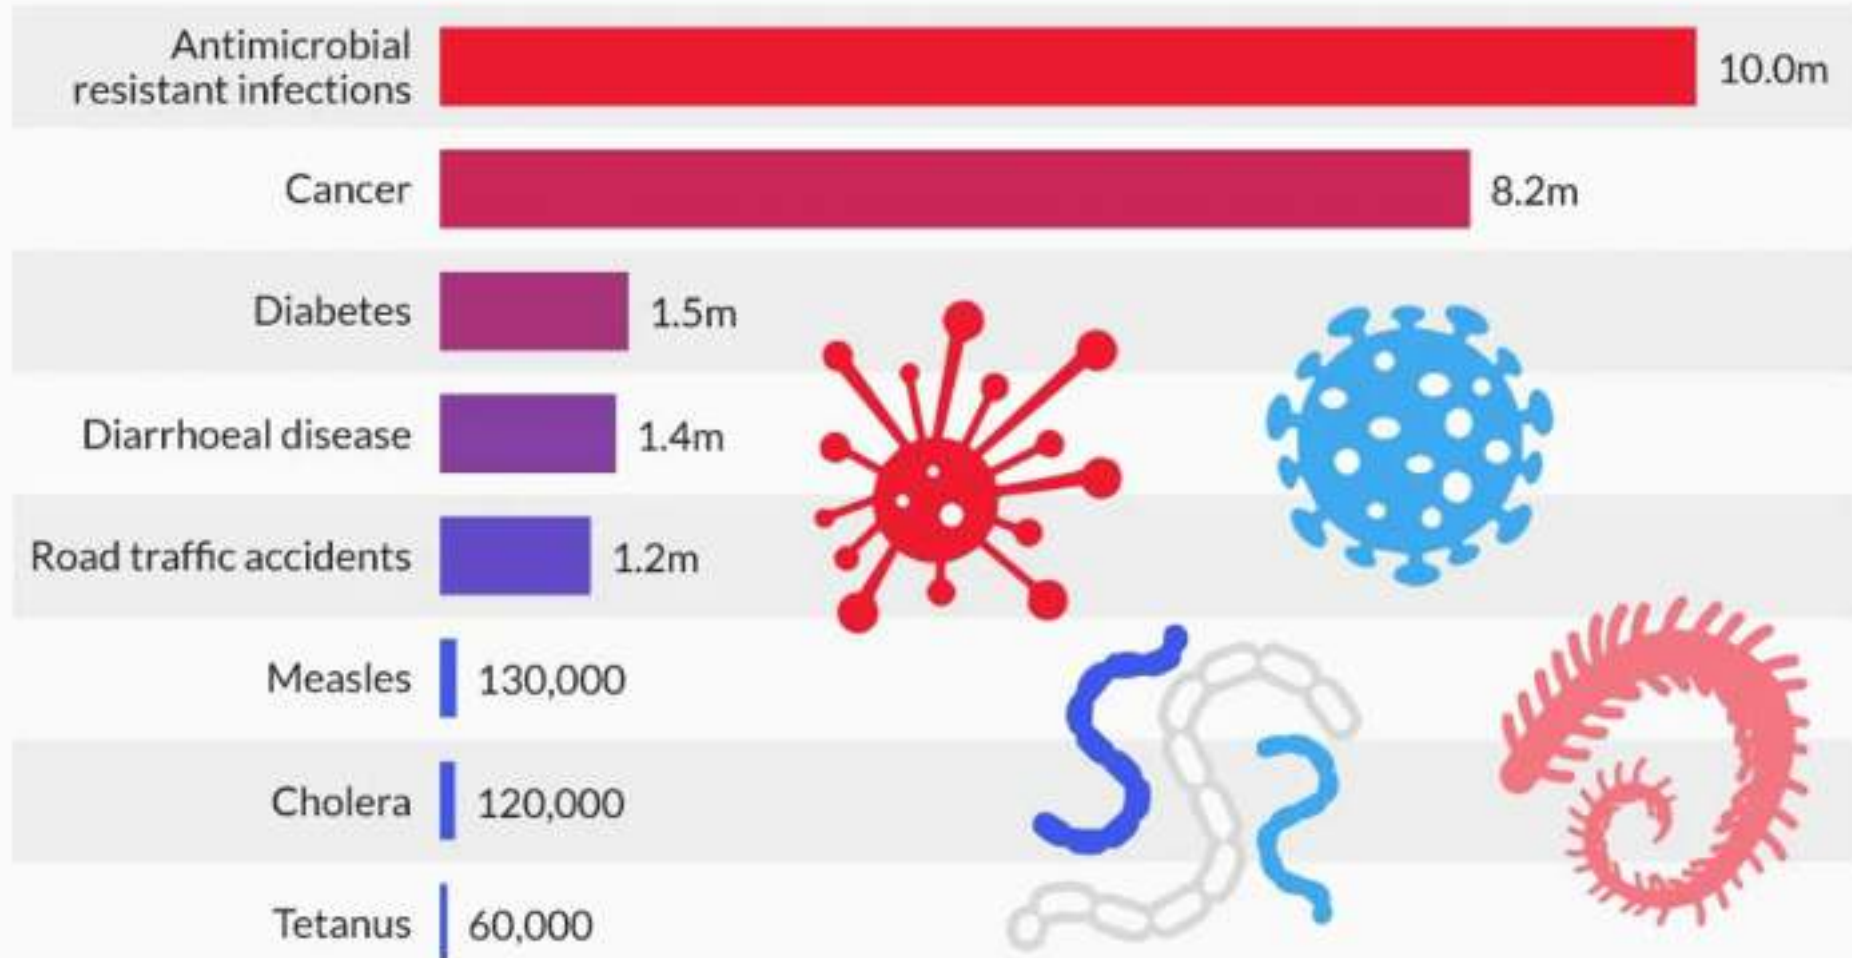 Antimicrobial
resistant infections
10.0m
Cancer
8.2m
Diabetes
1.5m
Diarrhoeal disease
1.4m
Road traffic accidents
1.2m
Measles
130,000
Cholera
120,000
Tetanus
60,000